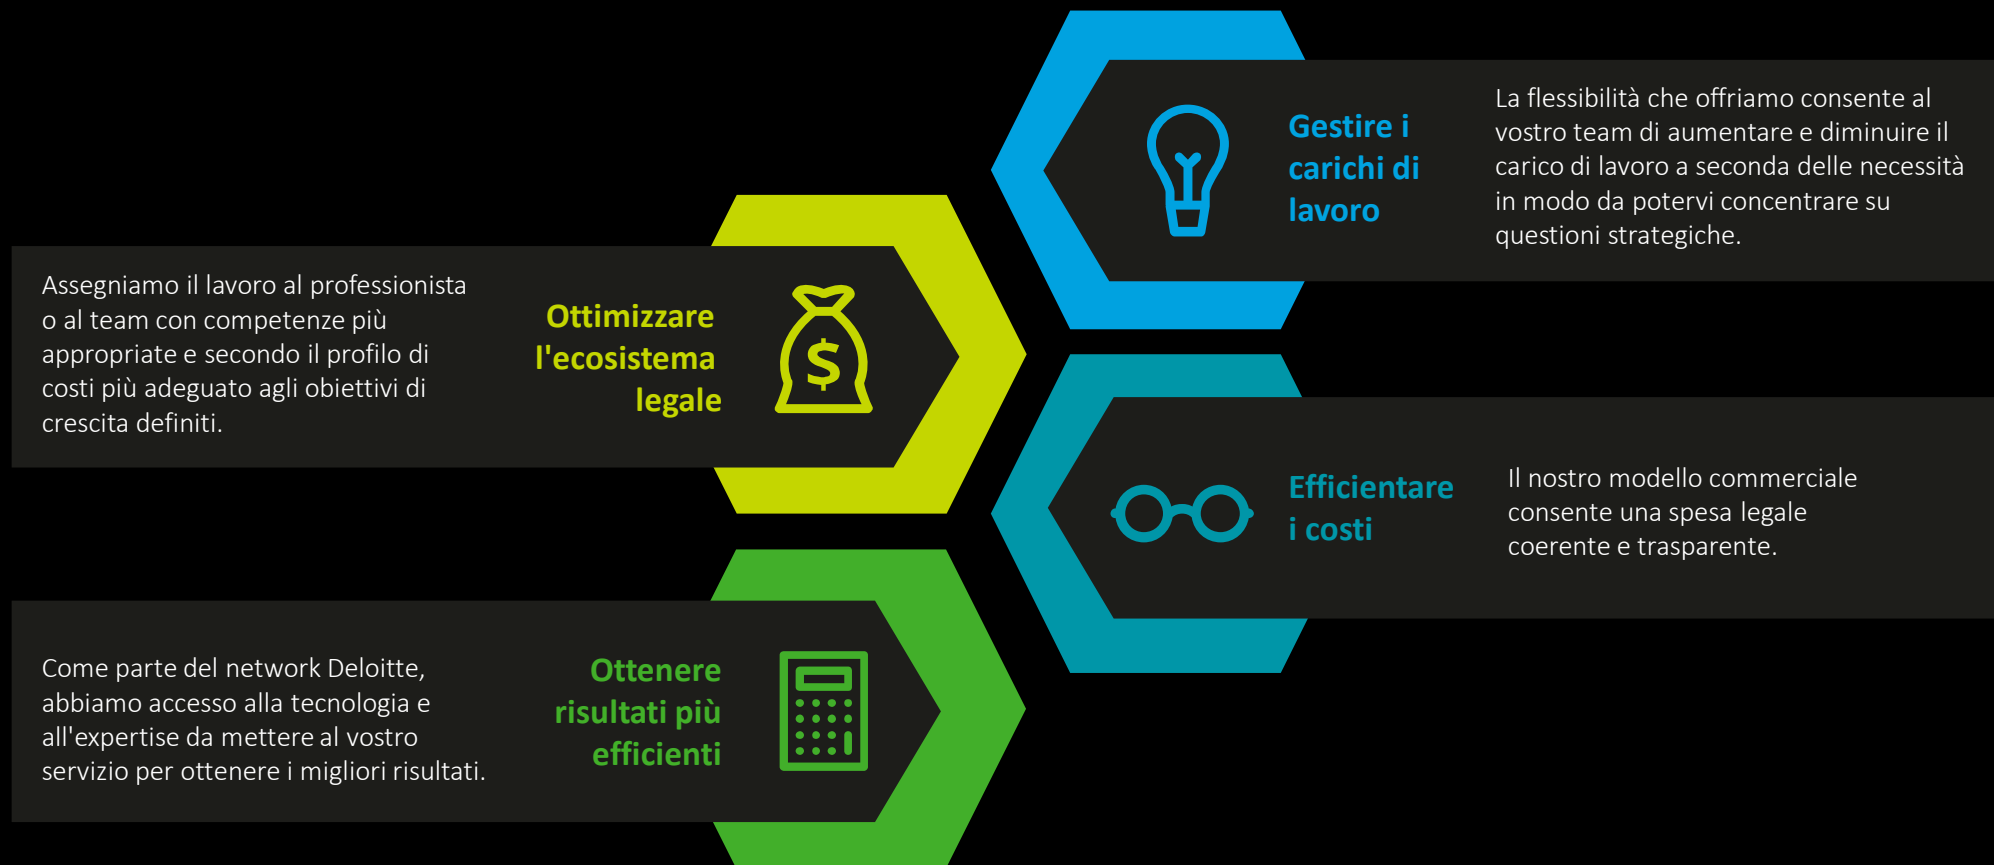 Gestire i
carichi di
lavoro
La flessibilità che offriamo consente al
vostro team di aumentare e diminuire il
carico di lavoro a seconda delle necessità
in modo da potervi concentrare su
questioni strategiche.
Assegniamo il lavoro al professionista
o al team con competenze più
appropriate e secondo il profilo di
costi più adeguato agli obiettivi di
crescita definiti.
Ottimizzare
l'ecosistema
legale
$
Efficientare
i costi
Il nostro modello commerciale
consente una spesa legale
coerente e trasparente.
Come parte del network Deloitte,
abbiamo accesso alla tecnologia e
all'expertise da mettere al vostro
servizio per ottenere i migliori risultati.
Ottenere
risultati più
efficienti